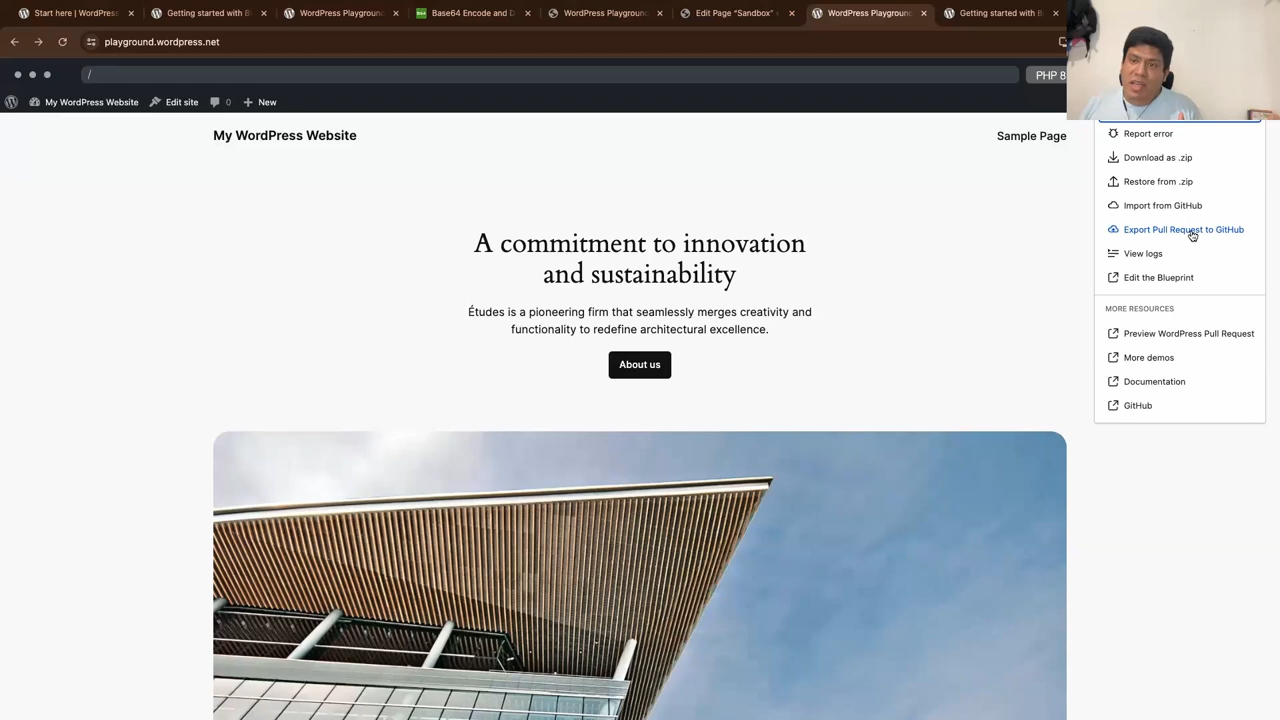 Start here | WordPress
Getting started with B
WordPress Playground
Base64 Encode and D
WordPress Playground
Edit Page “Sandbox”
WordPress Playground
Getting started with B
playground.wordpress.net
/
PHP 8
My WordPress Website
Edit site
0
New
My WordPress Website
Sample Page
A commitment to innovation
and sustainability
Études is a pioneering firm that seamlessly merges creativity and
functionality to redefine architectural excellence.
About us
Report error
Download as .zip
Restore from .zip
Import from GitHub
Export Pull Request to GitHub
View logs
Edit the Blueprint
MORE RESOURCES
Preview WordPress Pull Request
More demos
Documentation
GitHub